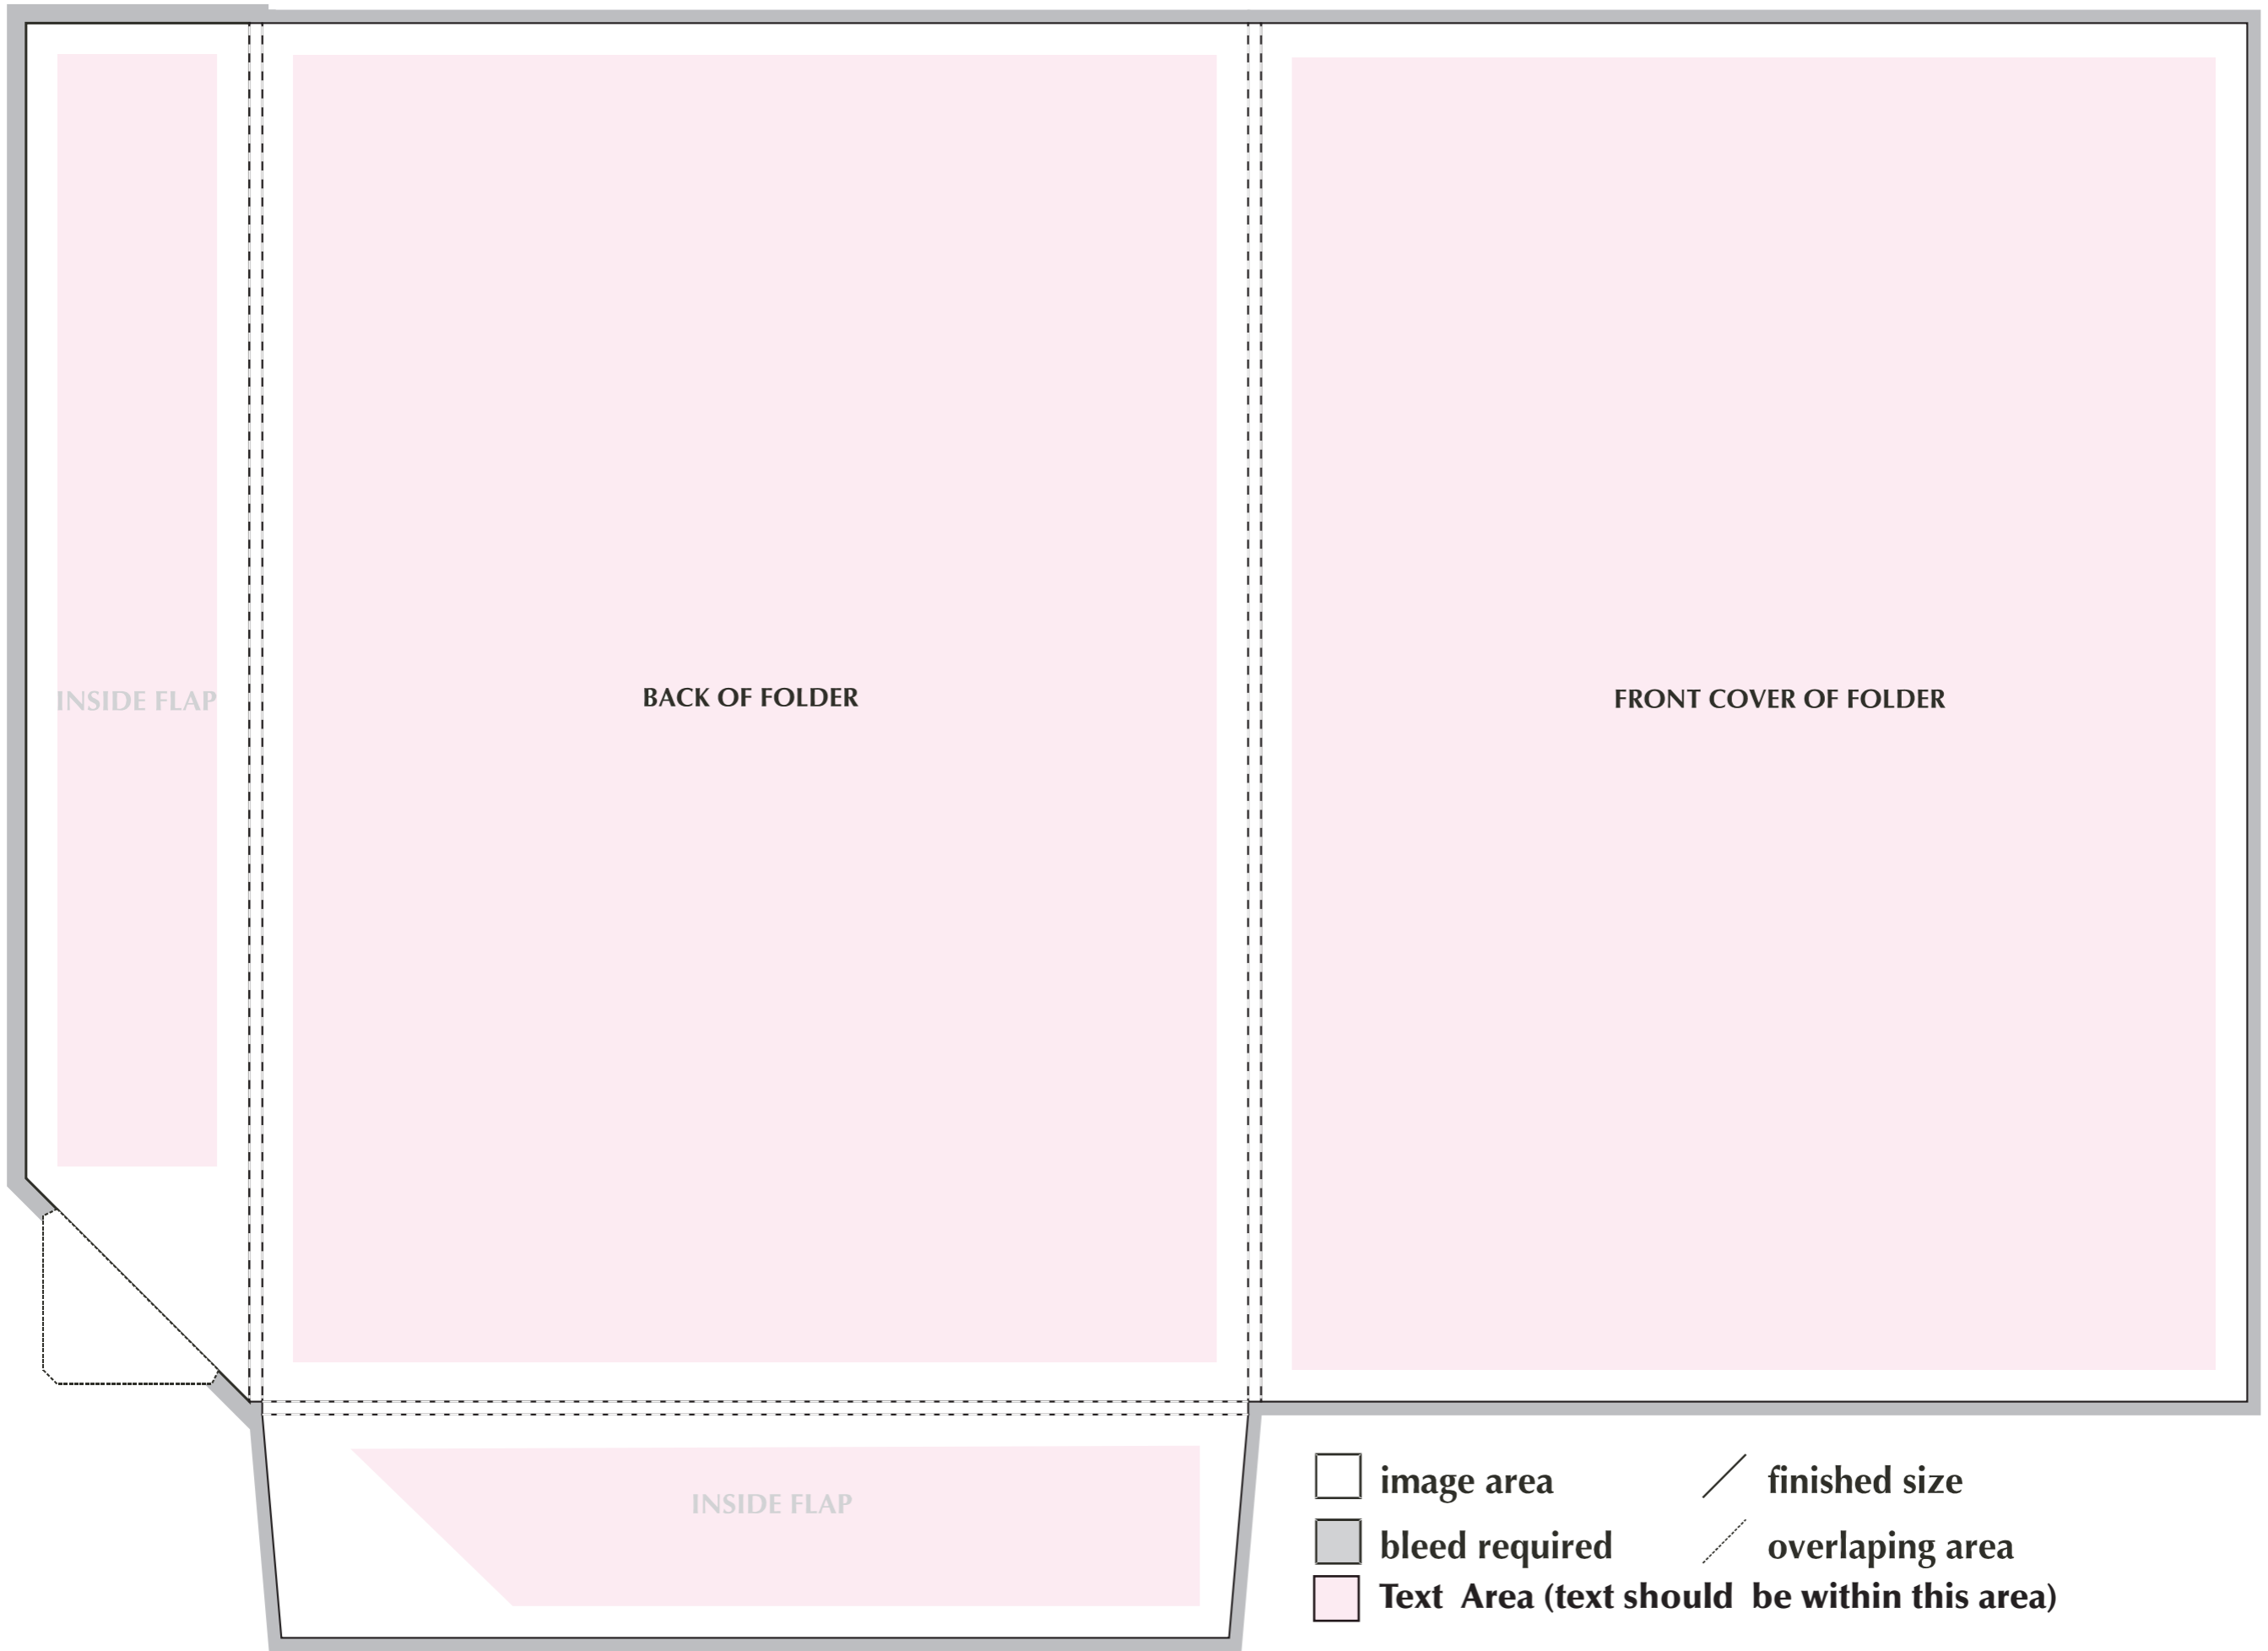 INSIDE FLAP
BACK OF FOLDER
FRONT COVER OF FOLDER
INSIDE FLAP
image area
finished size
bleed required
overlaping area
Text Area (text should be within this area)